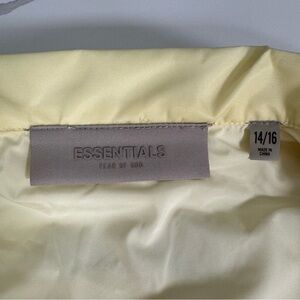 ESSENTIALS
FEAR OF GOD
14/16
MADE IN
CHINA